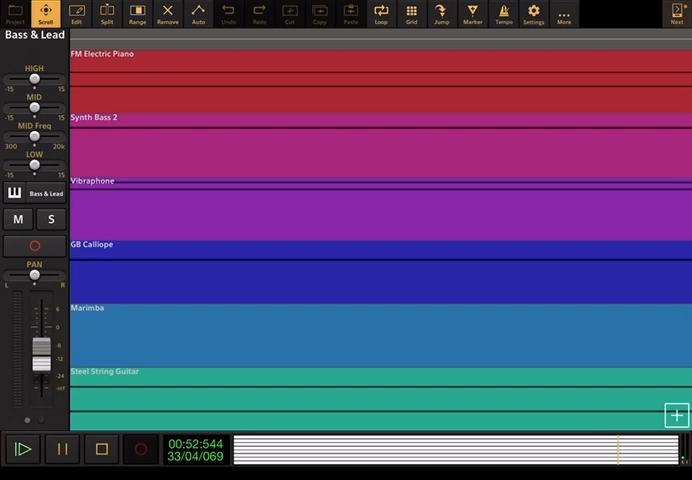 Project Scroll Edit Split Range Remove Auto Undo Redo Cut Copy Paste Loop Grid Jump Marker Tempo Settings More Next
Bass & Lead
HIGH
-15 15
MID
-15 15
MID Freq
300 20k
LOW
-15 15
Bass & Lead
M S
PAN
L R
6
0
-6
-12
-24
-inf
FM Electric Piano
Synth Bass 2
Vibraphone
GB Calliope
Marimba
Steel String Guitar
00:52:544
33/04/069